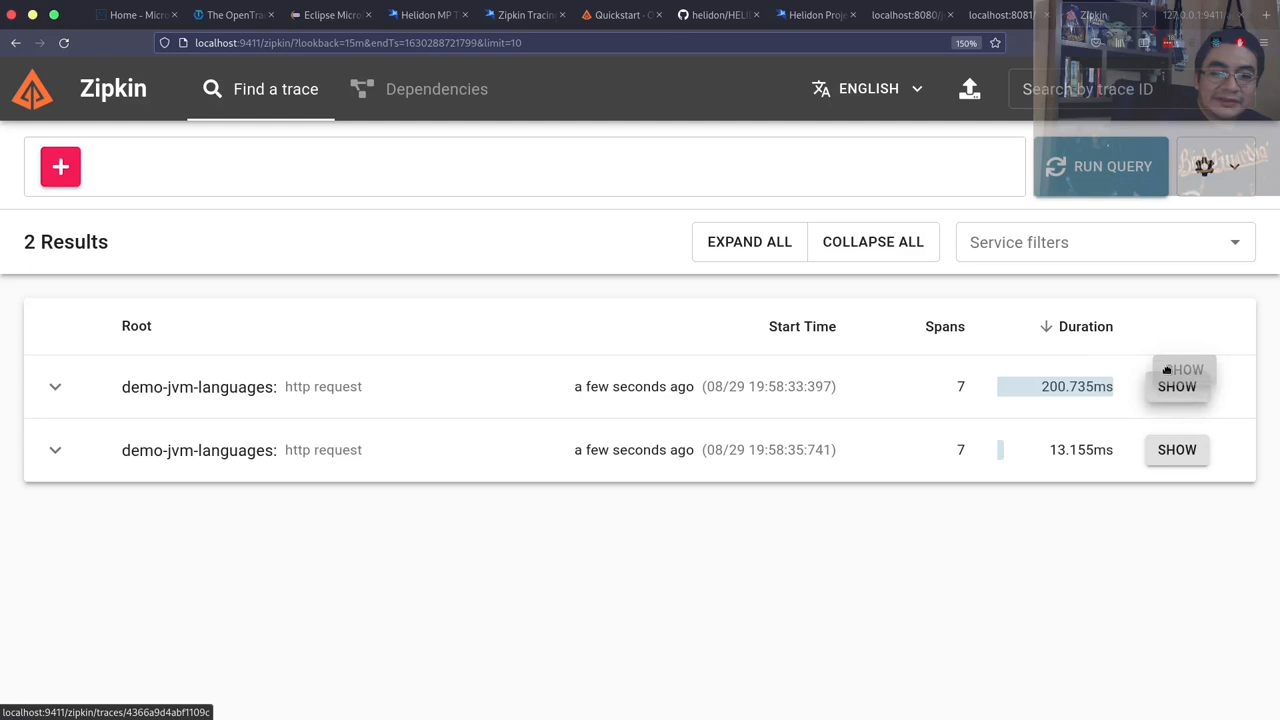 Home - Micro
The OpenTra
Eclipse Micro
Helidon MP T
Zipkin Tracing
Quickstart - O
helidon/HELI
Helidon Proje
localhost:8080/
localhost:8081/
Zipkin
127.0.0.1:9411/
localhost:9411/zipkin/?lookback=15m&endTs=1630288721799&limit=10
150%
Zipkin
Find a trace
Dependencies
ENGLISH
Search by trace ID
+
RUN QUERY
2 Results
EXPAND ALL
COLLAPSE ALL
Service filters
Root
Start Time
Spans
Duration
demo-jvm-languages: http request
a few seconds ago (08/29 19:58:33:397)
7
200.735ms
SHOW
SHOW
demo-jvm-languages: http request
a few seconds ago (08/29 19:58:35:741)
7
13.155ms
SHOW
localhost:9411/zipkin/traces/4366a9d4abf1109c